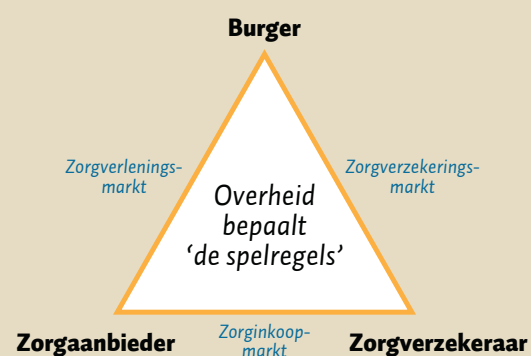 Burger
Zorgverlenings-
markt
Zorgverzekerings-
markt
Overheid
bepaalt
‘de spelregels’
Zorgaanbieder
Zorginkoop-
markt
Zorgverzekeraar